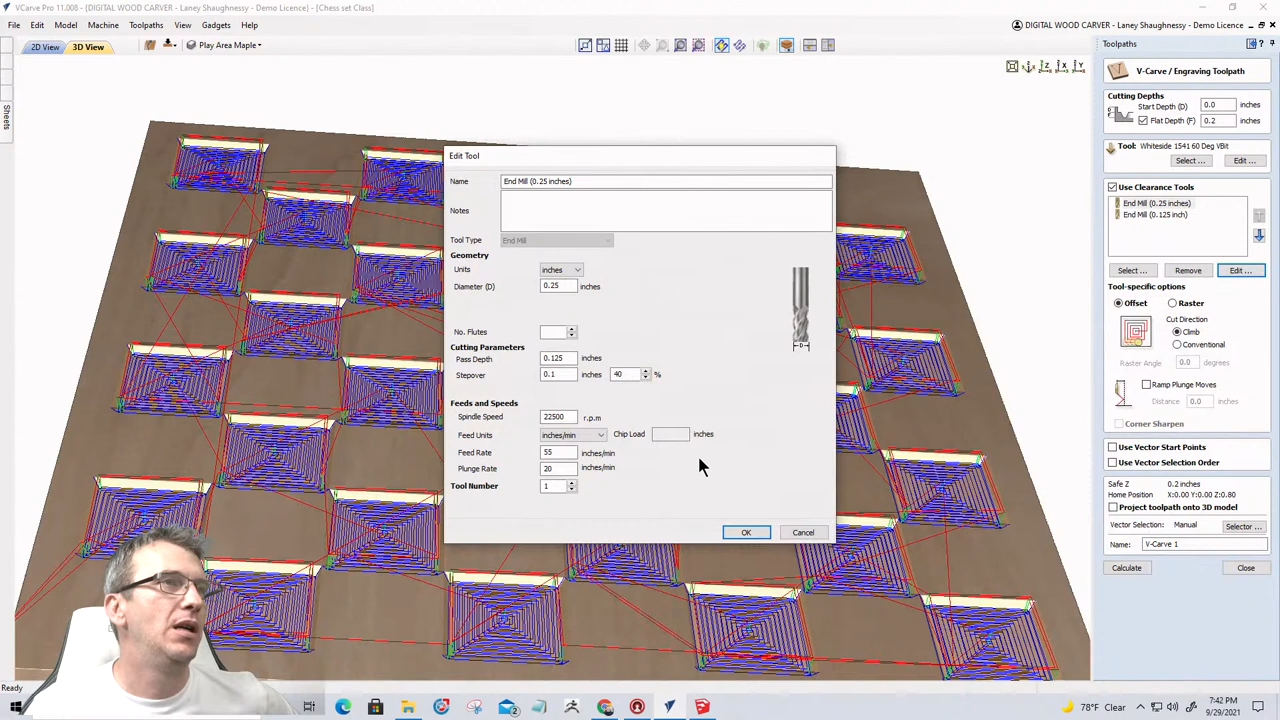 VCarve Pro 11.008 - {DIGITAL WOOD CARVER - Laney Shaughnessy - Demo Licence} - [Chess set Class]
File Edit Model Machine Toolpaths View Gadgets Help
DIGITAL WOOD CARVER - Laney Shaughnessy - Demo Licence
2D View 3D View Play Area Maple
Sheets
Z X Y
Edit Tool
Name End Mill (0.25 inches)
Notes
Tool Type End Mill
Geometry
Units inches
Diameter (D) 0.25 inches
No. Flutes
Cutting Parameters
Pass Depth 0.125 inches
Stepover 0.1 inches 40 %
Feeds and Speeds
Spindle Speed 22500 r.p.m
Feed Units inches/min Chip Load inches
Feed Rate 55 inches/min
Plunge Rate 20 inches/min
Tool Number 1
OK Cancel
D
Toolpaths
V-Carve / Engraving Toolpath
Cutting Depths
Start Depth (D) 0.0 inches
Flat Depth (F) 0.2 inches
Tool: Whiteside 1541 60 Deg VBit
Select ... Edit ...
Use Clearance Tools
End Mill (0.25 inches)
End Mill (0.125 inch)
Select ... Remove Edit ...
Tool-specific options
Offset Raster
Cut Direction
Climb
Conventional
Raster Angle 0.0 degrees
Ramp Plunge Moves
Distance 0.0 inches
Corner Sharpen
Use Vector Start Points
Use Vector Selection Order
Safe Z 0.2 inches
Home Position X:0.00 Y:0.00 Z:0.80
Project toolpath onto 3D model
Vector Selection: Manual Selector ...
Name: V-Carve 1
Calculate Close
Ready
78°F Clear
7:42 PM
9/29/2021